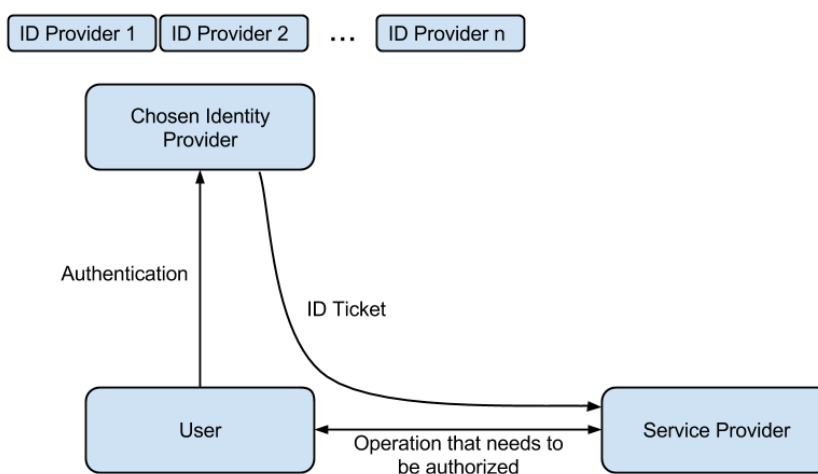 ID Provider 1
ID Provider 2
...
ID Provider n
Chosen Identity
Provider
Authentication
ID Ticket
User
Operation that needs to
be authorized
Service Provider